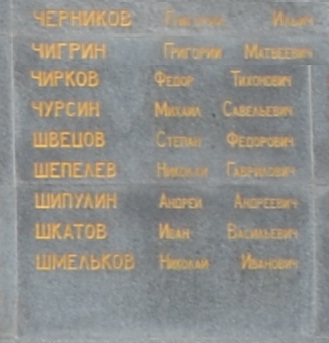 ЧЕРНИКОВ ГРИГОРИЙ ИЛЬИЧ
ЧИГРИН ГРИГОРИЙ МАТВЕЕВИЧ
ЧИРКОВ ФЕДОР ТИХОНОВИЧ
ЧУРСИН МИХАИЛ САВЕЛЬЕВИЧ
ШВЕЦОВ СТЕПАН ФЕДОРОВИЧ
ШЕПЕЛЕВ НИКОЛАЙ ГАВРИЛОВИЧ
ШИПУЛИН АНДРЕЙ АНДРЕЕВИЧ
ШКАТОВ ИВАН ВАСИЛЬЕВИЧ
ШМЕЛЬКОВ НИКОЛАЙ ИВАНОВИЧ